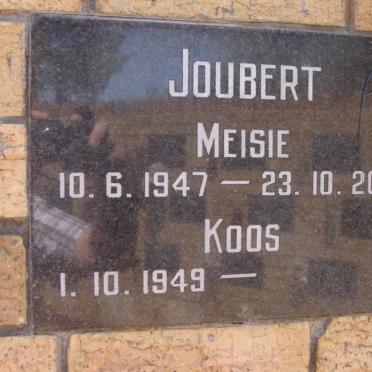 JOUBERT
MEISIE
10. 6. 1947 — 23. 10. 20
KOOS
1. 10. 1949 —